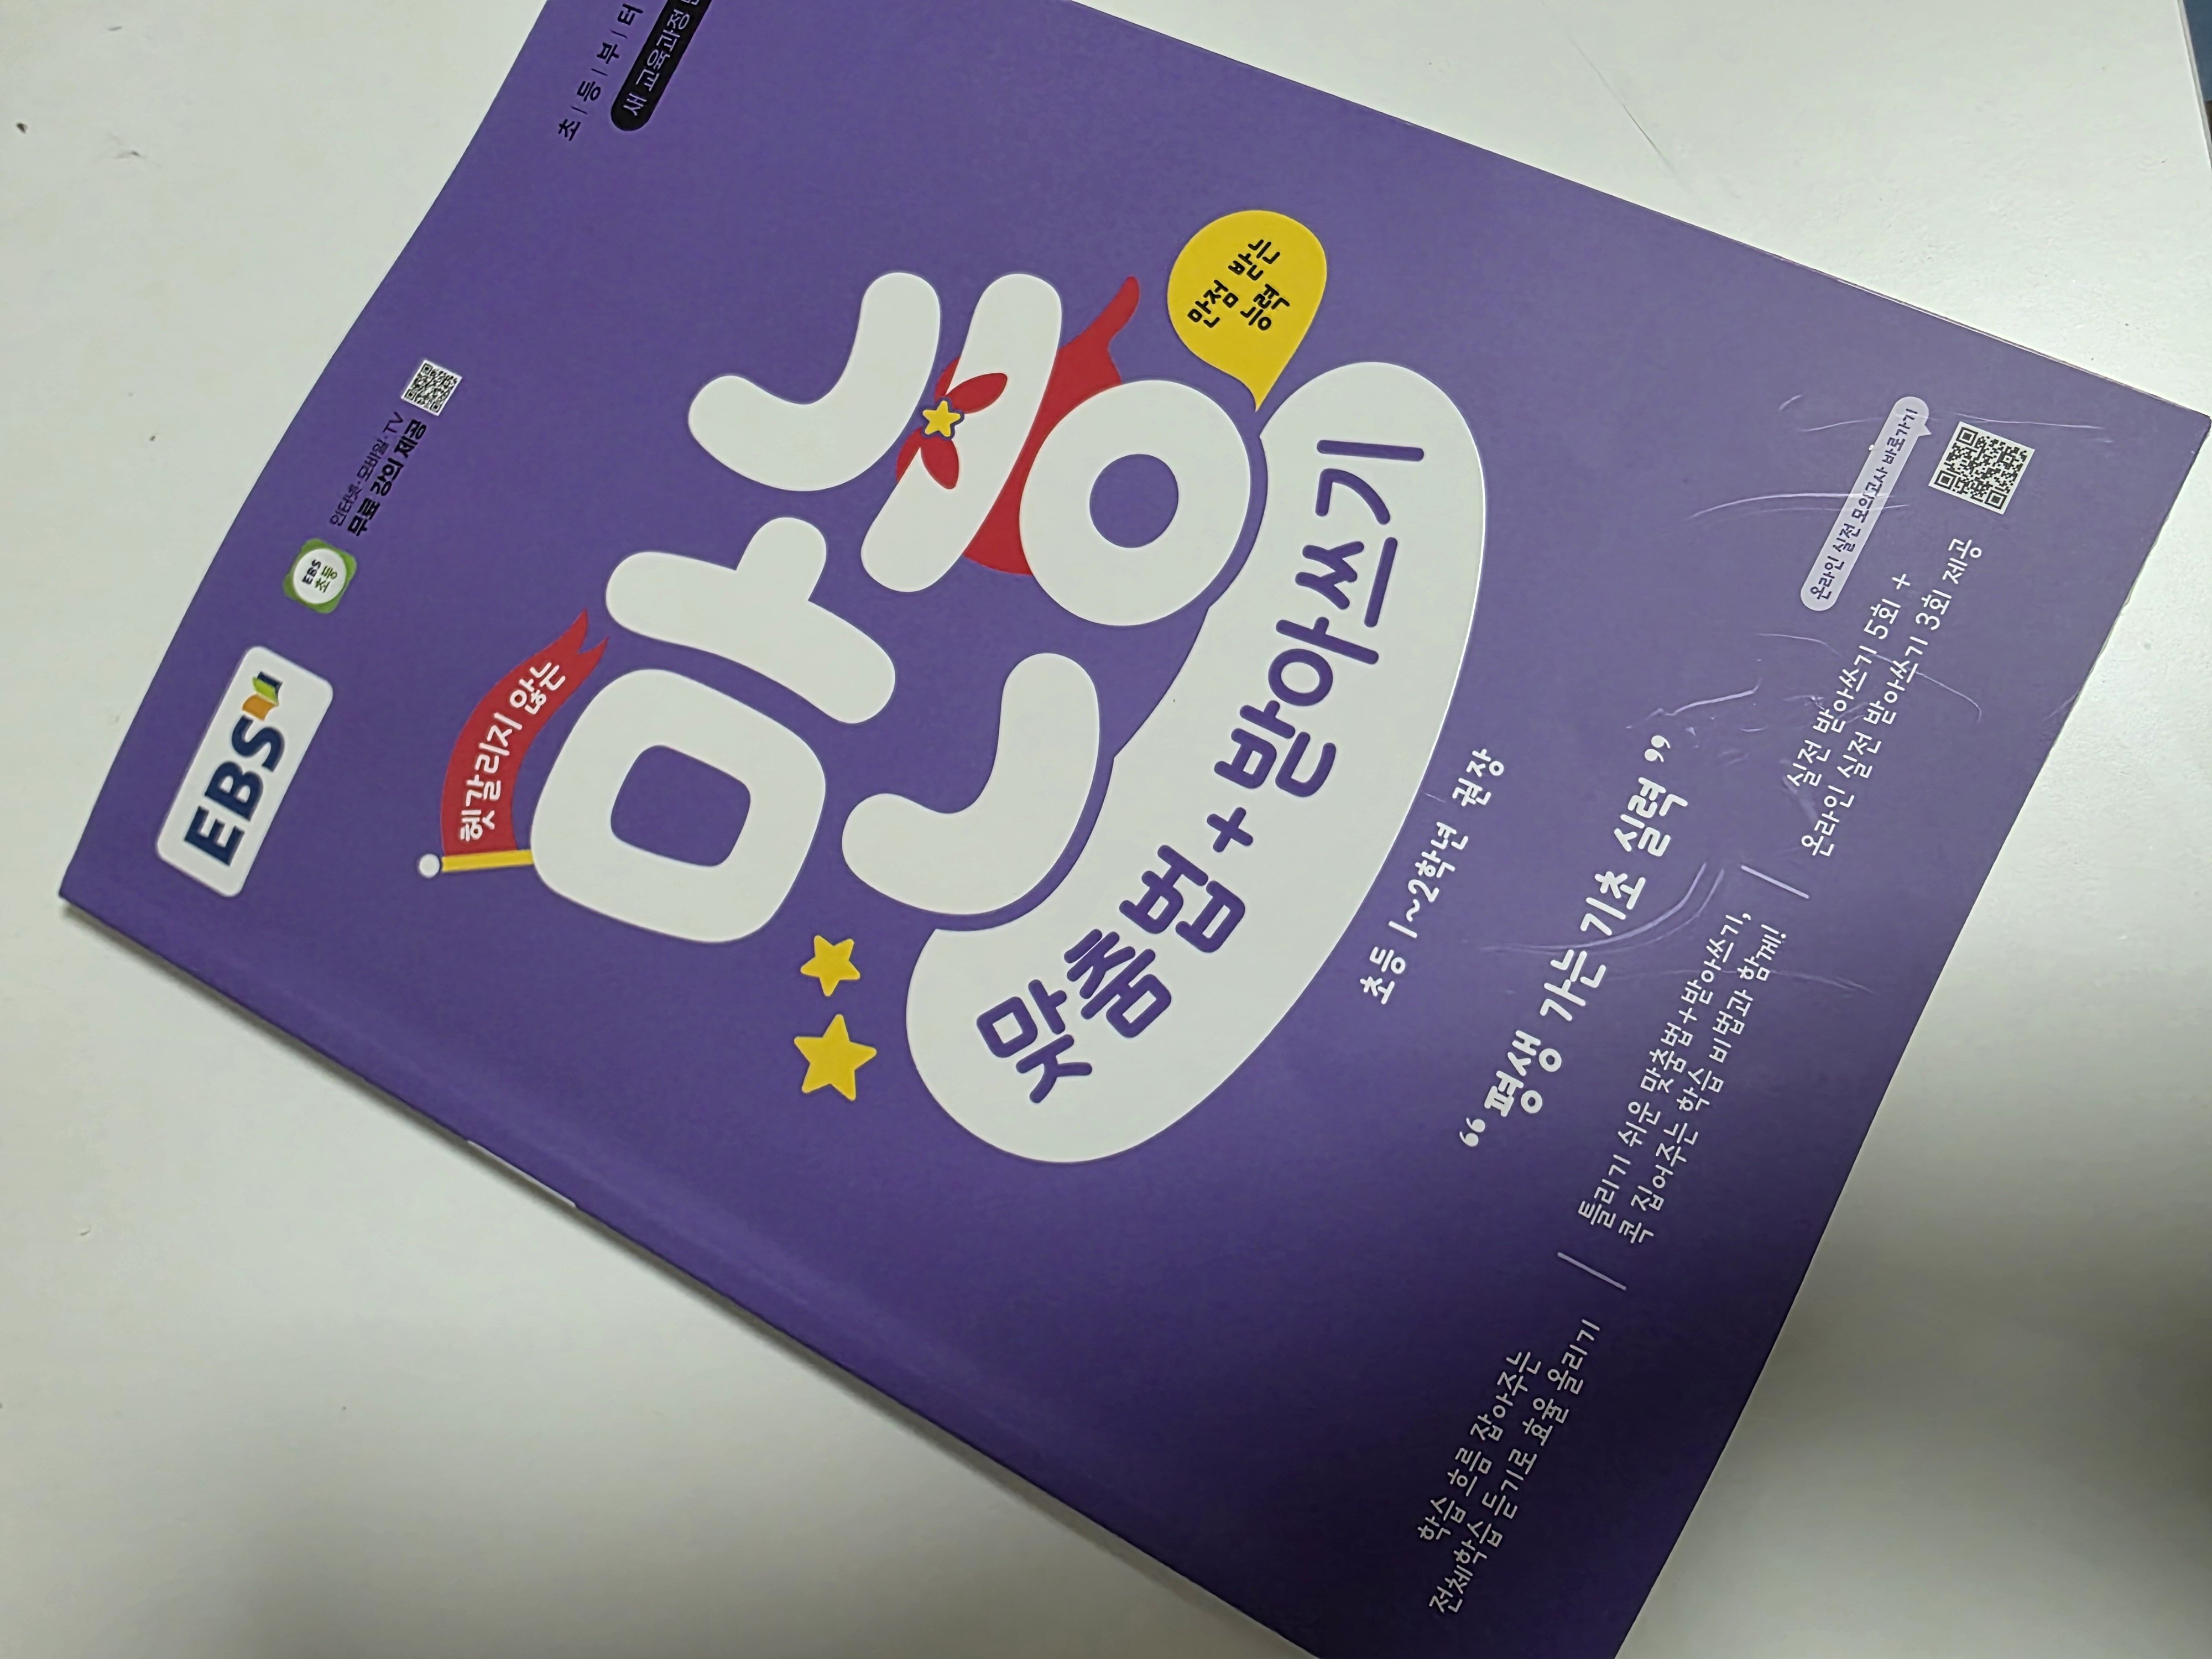 초등부터
새 교육과정
EBS
EBS
초등
인터넷·모바일·TV
무료 강의 제공
헷갈리지 않는
만능
만점 받는
능력
맞춤법+받아쓰기
초등 1~2학년 권장
“평생 가는 기초 실력”
학습 흐름 잡아주는
전체학습 듣기로 효율 올리기
틀리기 쉬운 맞춤법+받아쓰기,
콕 집어주는 학습 비법과 함께!
실전 받아쓰기 5회 +
온라인 실전 받아쓰기 3회 제공
온라인 실전 모의고사 바로가기